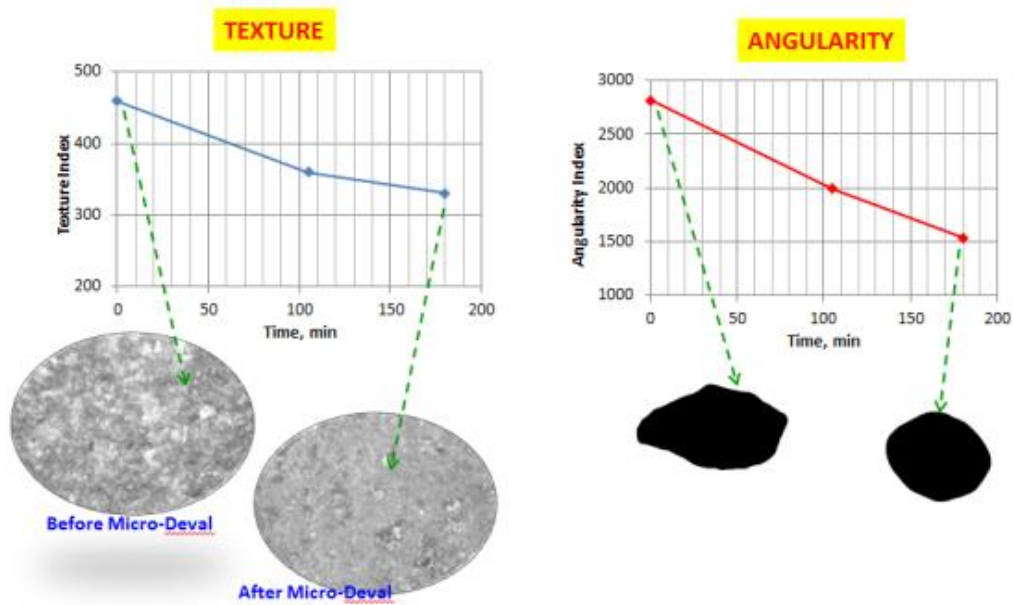 TEXTURE
500
400
300
200
0
50
100
150
200
Texture Index
Time, min
Before Micro-Deval
After Micro-Deval
ANGULARITY
3000
2500
2000
1500
1000
0
50
100
150
200
Angularity Index
Time, min